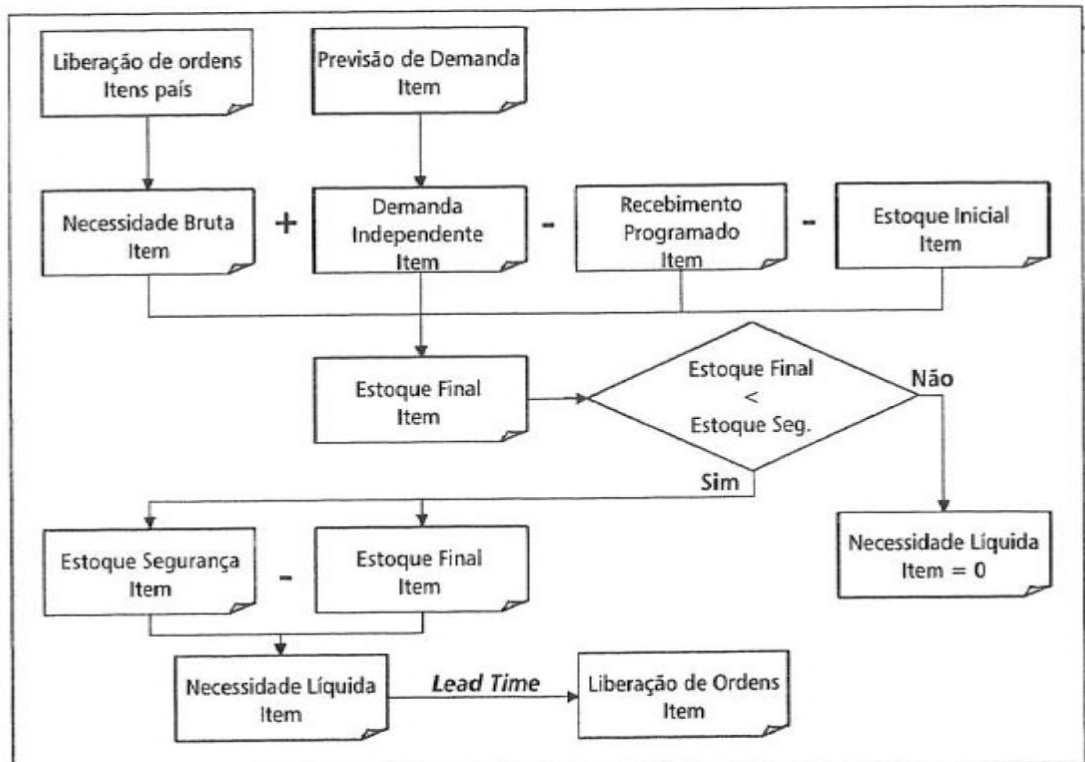 Liberação de ordens
Itens país
Previsão de Demanda
Item
Necessidade Bruta
Item
+
Demanda
Independente
Item
-
Recebimento
Programado
Item
-
Estoque Inicial
Item
Estoque Final
Item
Estoque Final
<
Estoque Seg.
Não
Sim
Estoque Segurança
Item
-
Estoque Final
Item
Necessidade Líquida
Item = 0
Necessidade Líquida
Item
Lead Time
Liberação de Ordens
Item